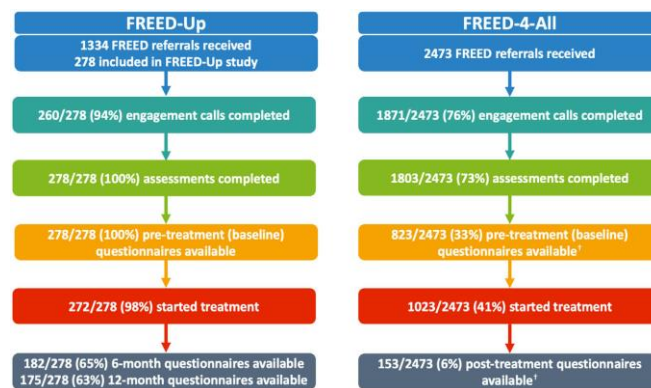 FREED-Up
1334 FREED referrals received
278 included in FREED-Up study
260/278 (94%) engagement calls completed
278/278 (100%) assessments completed
278/278 (100%) pre-treatment (baseline)
questionnaires available
272/278 (98%) started treatment
182/278 (65%) 6-month questionnaires available
175/278 (63%) 12-month questionnaires available
FREED-4-All
2473 FREED referrals received
1871/2473 (76%) engagement calls completed
1803/2473 (73%) assessments completed
823/2473 (33%) pre-treatment (baseline)
questionnaires available†
1023/2473 (41%) started treatment
153/2473 (6%) post-treatment questionnaires
available†